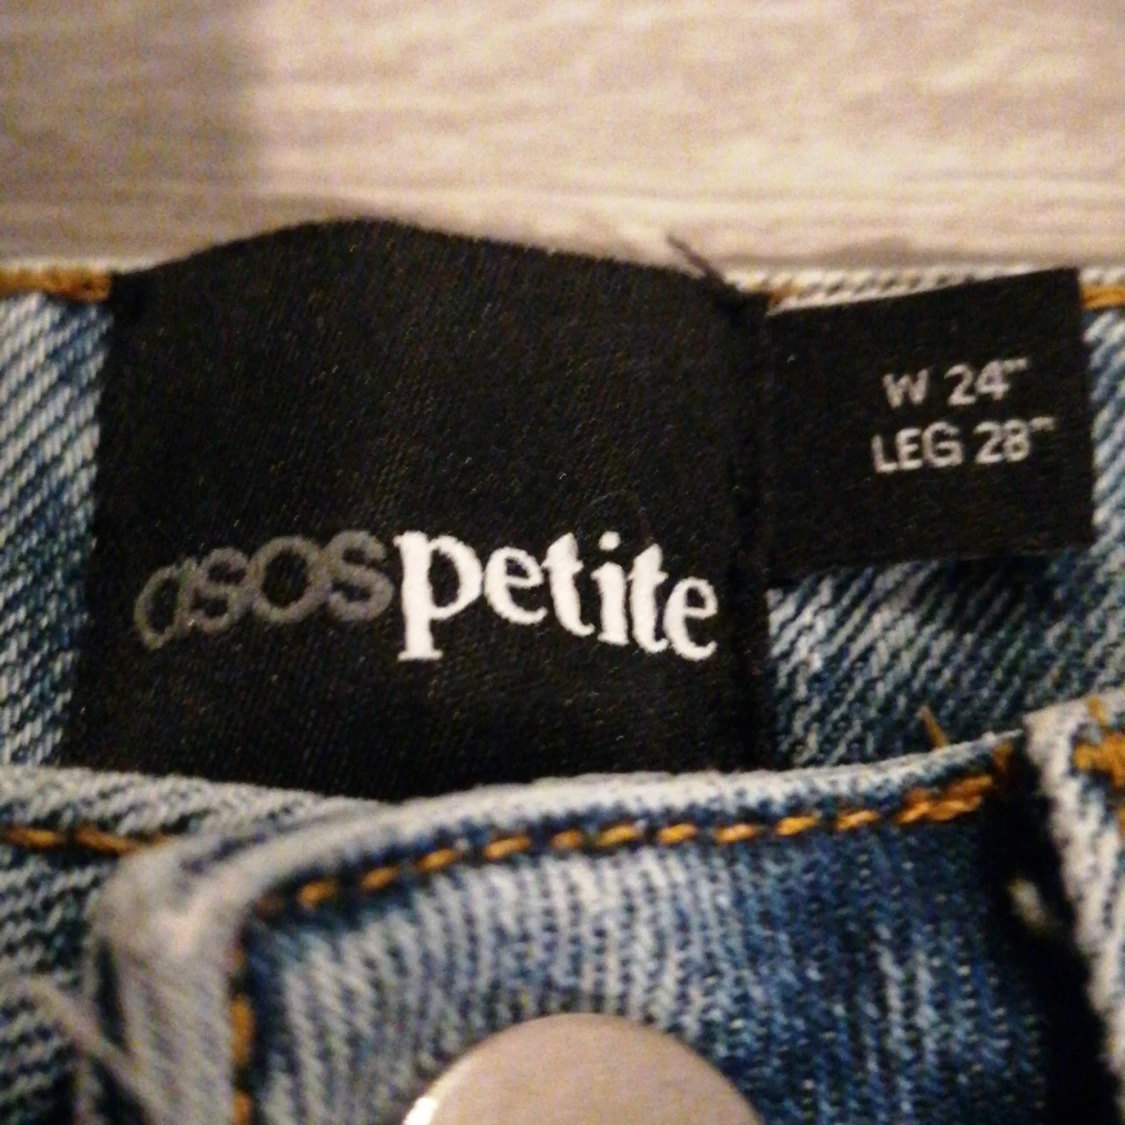 asospetite
W 24"
LEG 28"